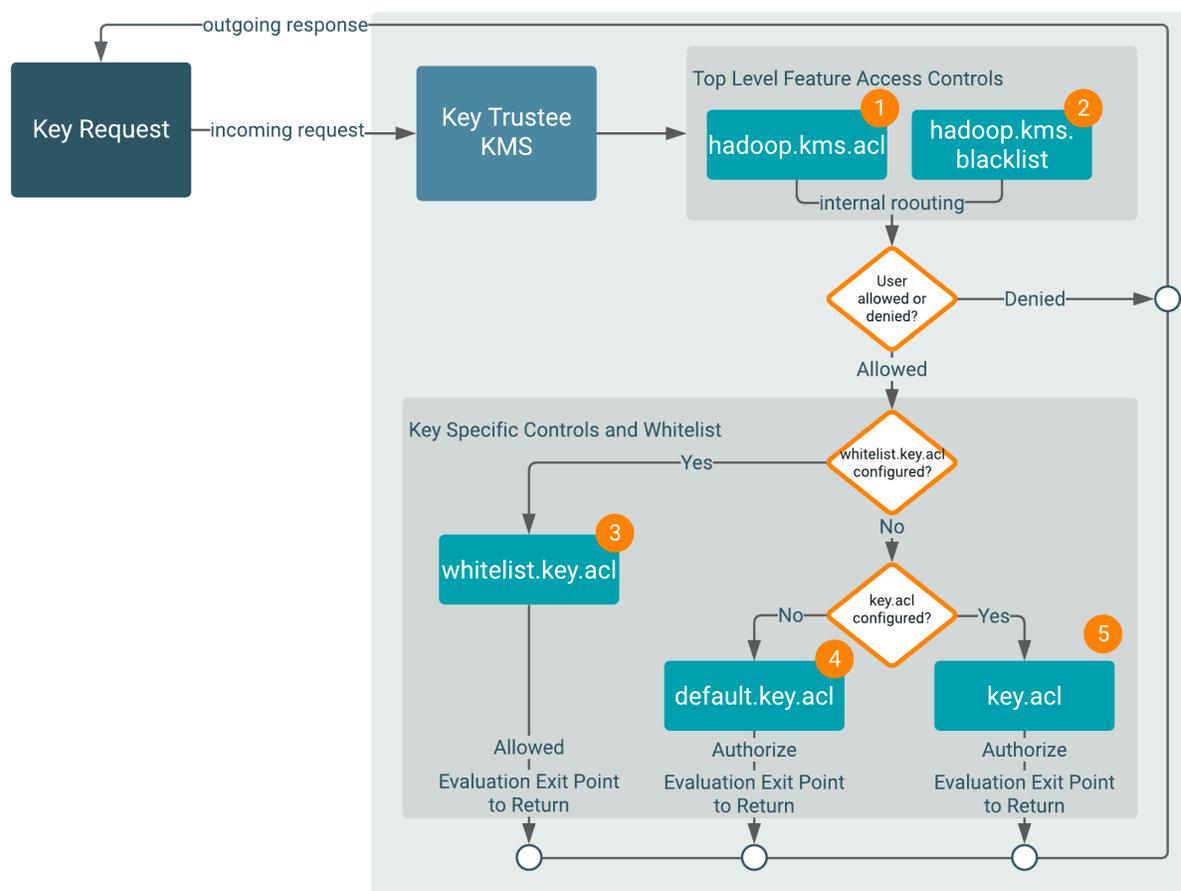 outgoing response
Key Request
incoming request
Key Trustee
KMS
Top Level Feature Access Controls
1
hadoop.kms.acl
2
hadoop.kms.
blacklist
internal roouting
User
allowed or
denied?
Denied
Allowed
Key Specific Controls and Whitelist
whitelist.key.acl
configured?
Yes
No
3
whitelist.key.acl
key.acl
configured?
No
Yes
4
default.key.acl
5
key.acl
Allowed
Evaluation Exit Point
to Return
Authorize
Evaluation Exit Point
to Return
Authorize
Evaluation Exit Point
to Return